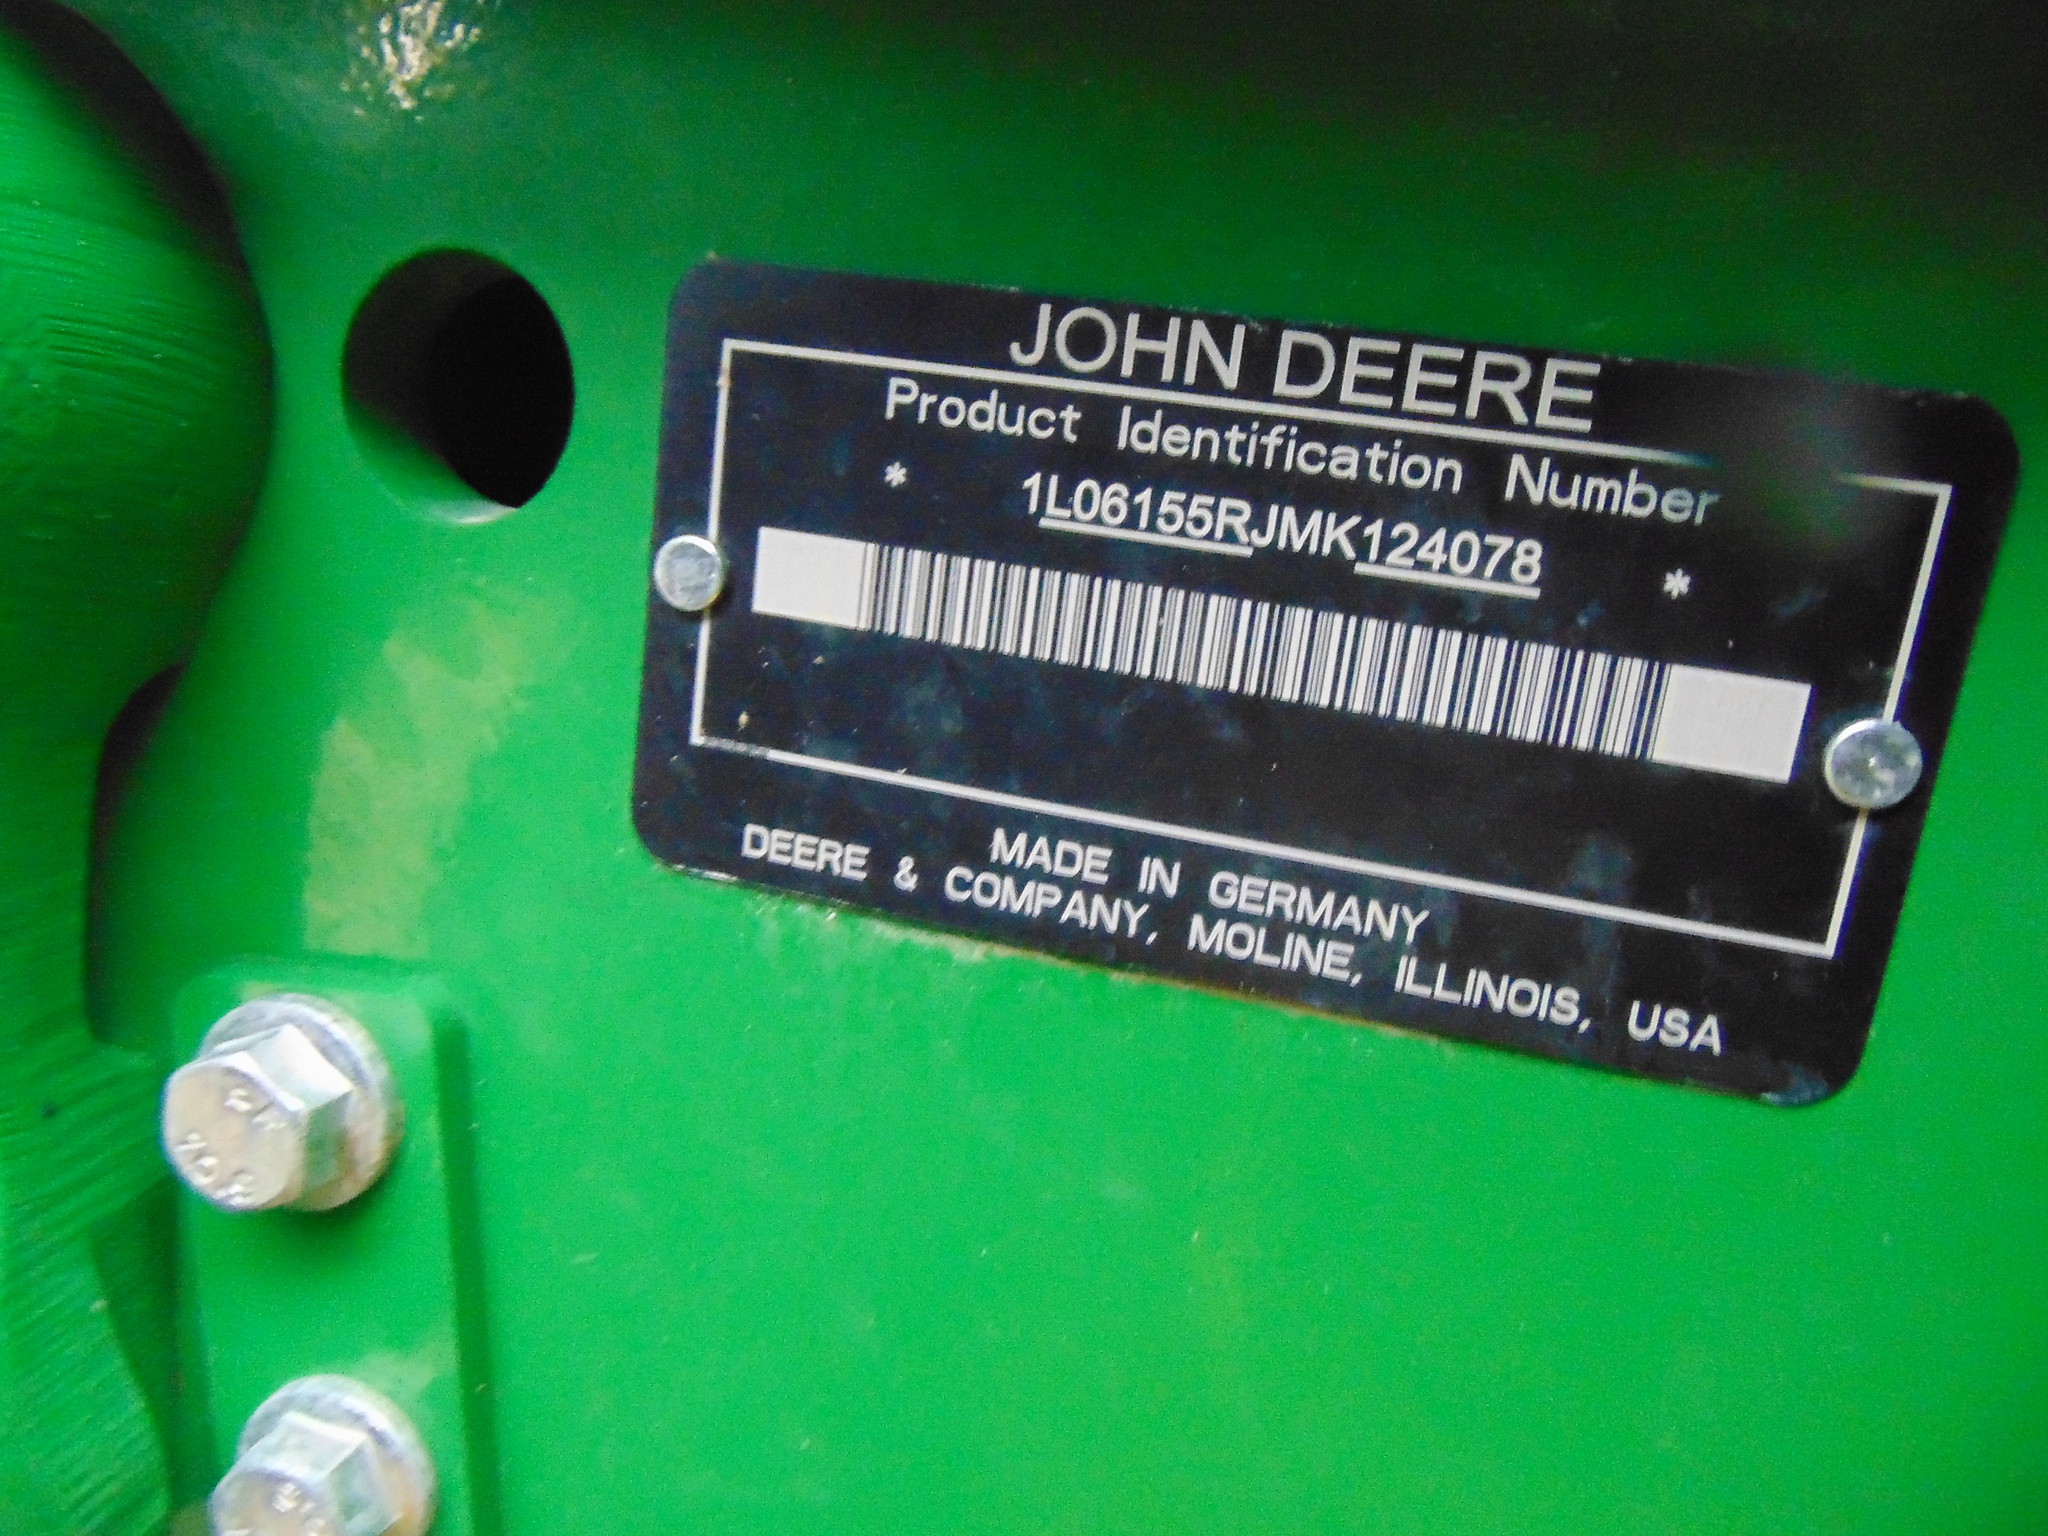 JOHN DEERE
Product Identification Number
* 1L06155RJMK124078 *
MADE IN GERMANY
DEERE & COMPANY, MOLINE, ILLINOIS, USA